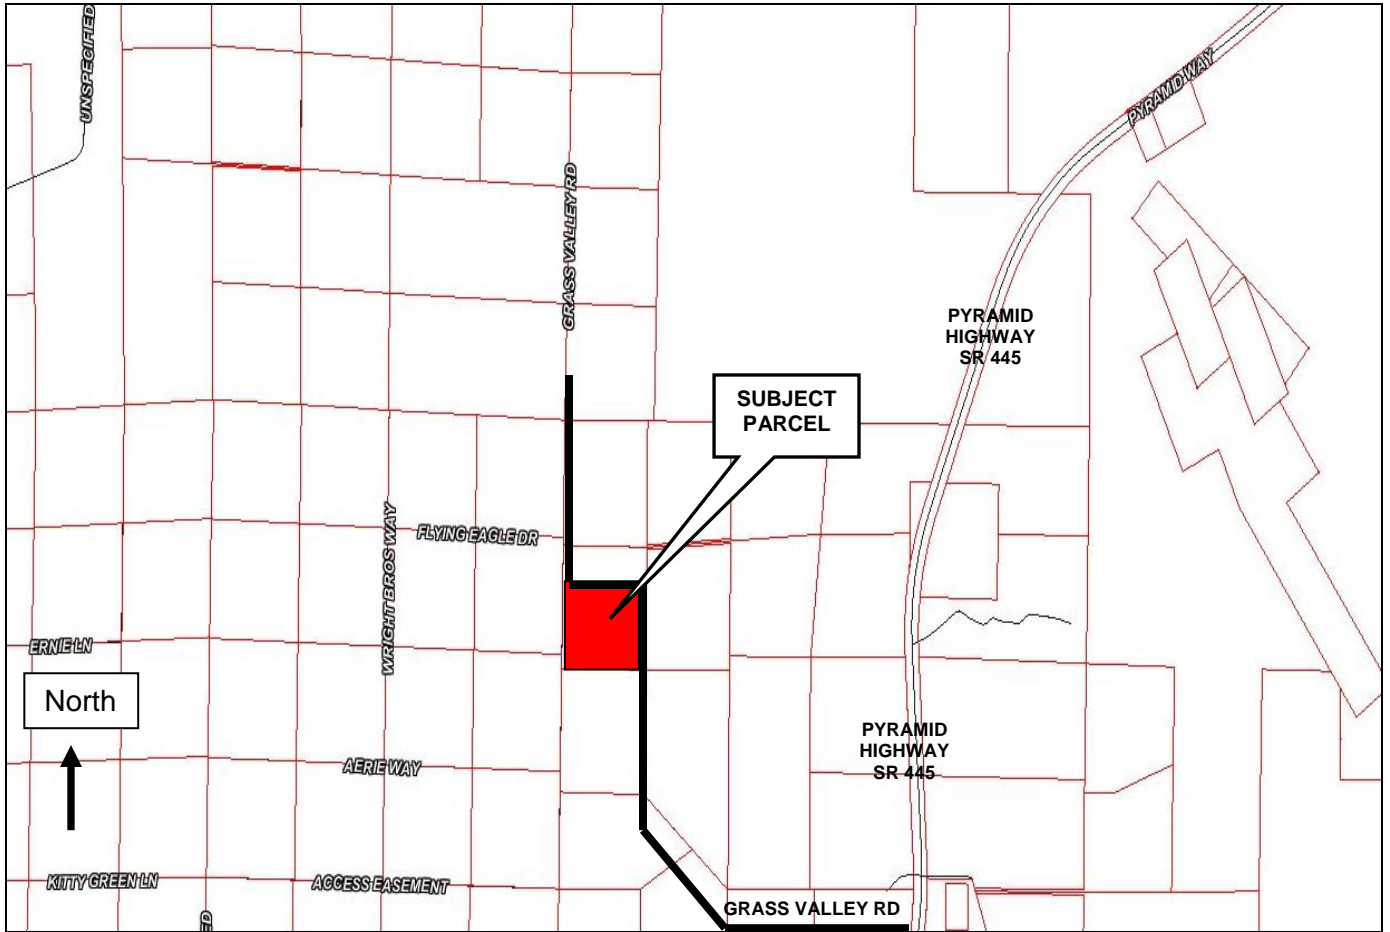 UNSPECIFIED
PYRAMID WAY
GRASS VALLEY RD
PYRAMID
HIGHWAY
SR 445
SUBJECT
PARCEL
WRIGHT BROS WAY
FLYING EAGLE DR
ERNIE LN
North
PYRAMID
HIGHWAY
SR 445
AERIE WAY
KITTY GREEN LN
ACCESS EASEMENT
GRASS VALLEY RD
ED